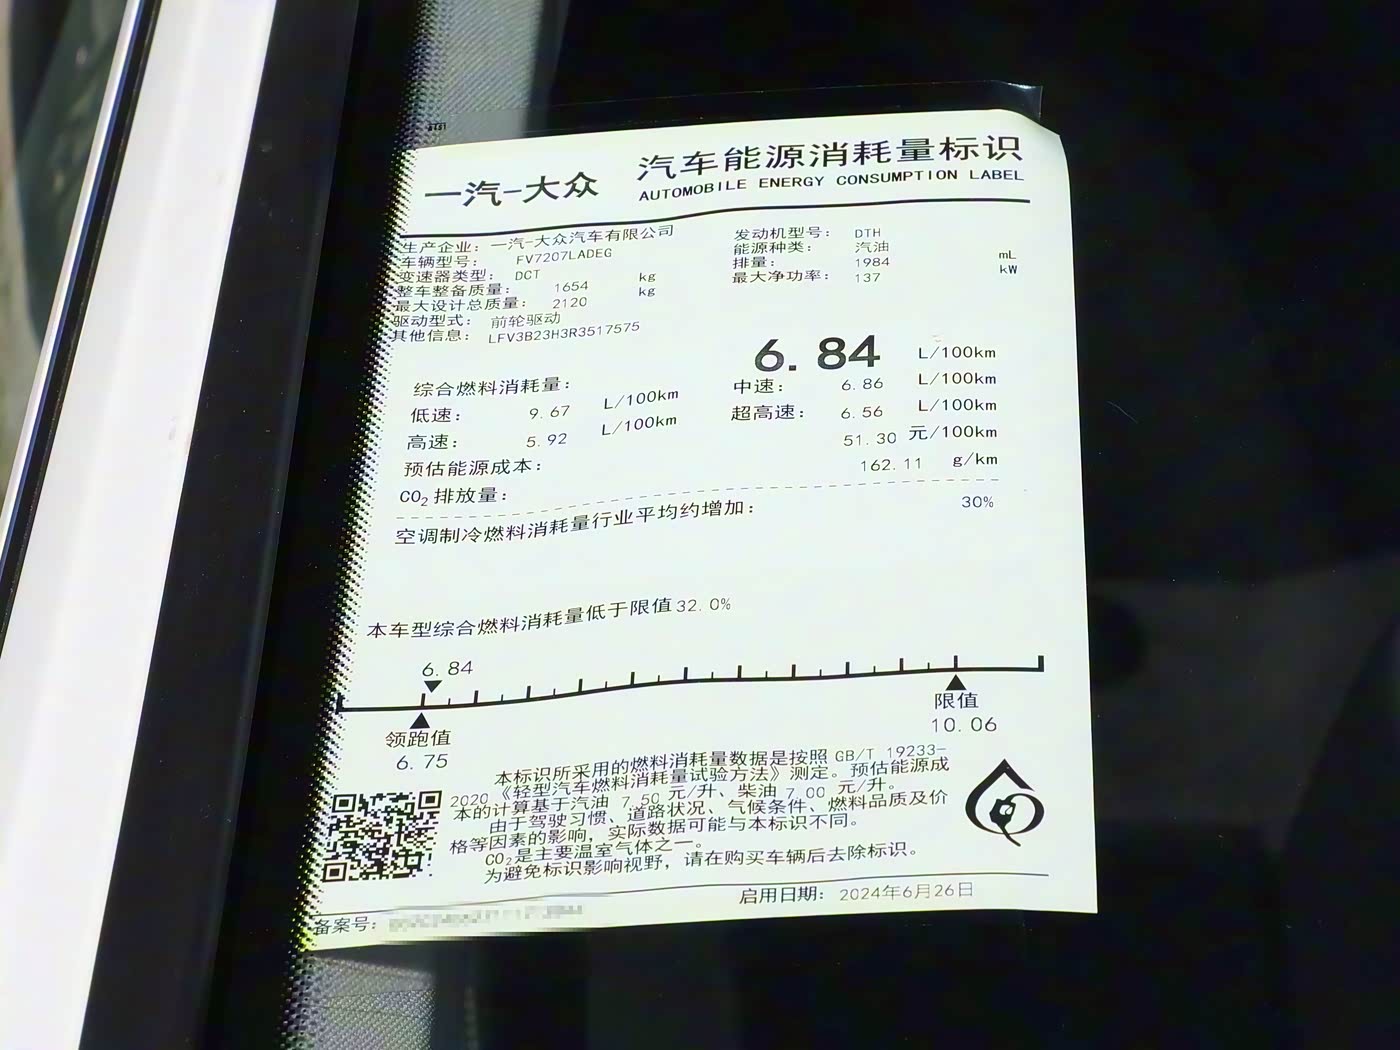 一汽-大众 汽车能源消耗量标识
AUTOMOBILE ENERGY CONSUMPTION LABEL
生产企业: 一汽-大众汽车有限公司 发动机型号: DTH
车辆型号: FV7207LADEG 能源种类: 汽油
变速器类型: DCT 排量: 1984 mL
整车整备质量: 1654 kg 最大净功率: 137 kW
最大设计总质量: 2120 kg
驱动型式: 前轮驱动
其他信息: LFV3B23H3R3517575
综合燃料消耗量: 6.84 L/100km
低速: 9.67 L/100km 中速: 6.86 L/100km
高速: 5.92 L/100km 超高速: 6.56 L/100km
预估能源成本: 51.30 元/100km
CO₂排放量: 162.11 g/km
空调制冷燃料消耗量行业平均约增加: 30%
本车型综合燃料消耗量低于限值32.0%
6.84
领跑值 限值
6.75 10.06
本标识所采用的燃料消耗量数据是按照 GB/T 19233-
2020《轻型汽车燃料消耗量试验方法》测定。预估能源成
本的计算基于汽油 7.50 元/升、柴油 7.00 元/升。
由于驾驶习惯、道路状况、气候条件、燃料品质及价
格等因素的影响，实际数据可能与本标识不同。
CO₂是主要温室气体之一。
为避免标识影响视野，请在购买车辆后去除标识。
备案号: 启用日期: 2024年6月26日